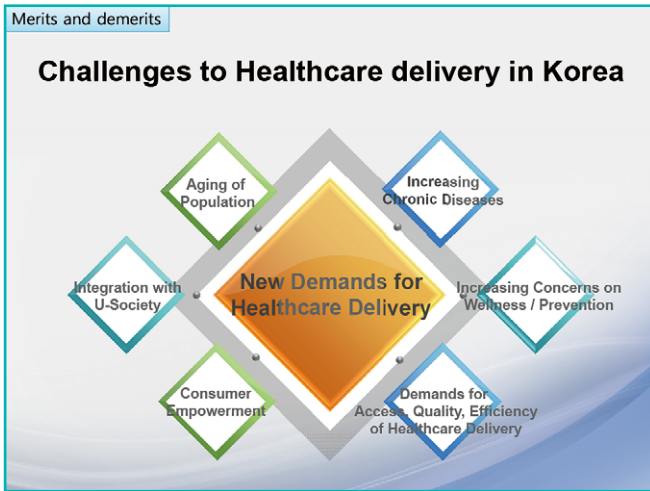 Merits and demerits
Challenges to Healthcare delivery in Korea
Aging of
Population
Increasing
Chronic Diseases
Integration with
U-Society
New Demands for
Healthcare Delivery
Increasing Concerns on
Wellness / Prevention
Consumer
Empowerment
Demands for
Access, Quality, Efficiency
of Healthcare Delivery